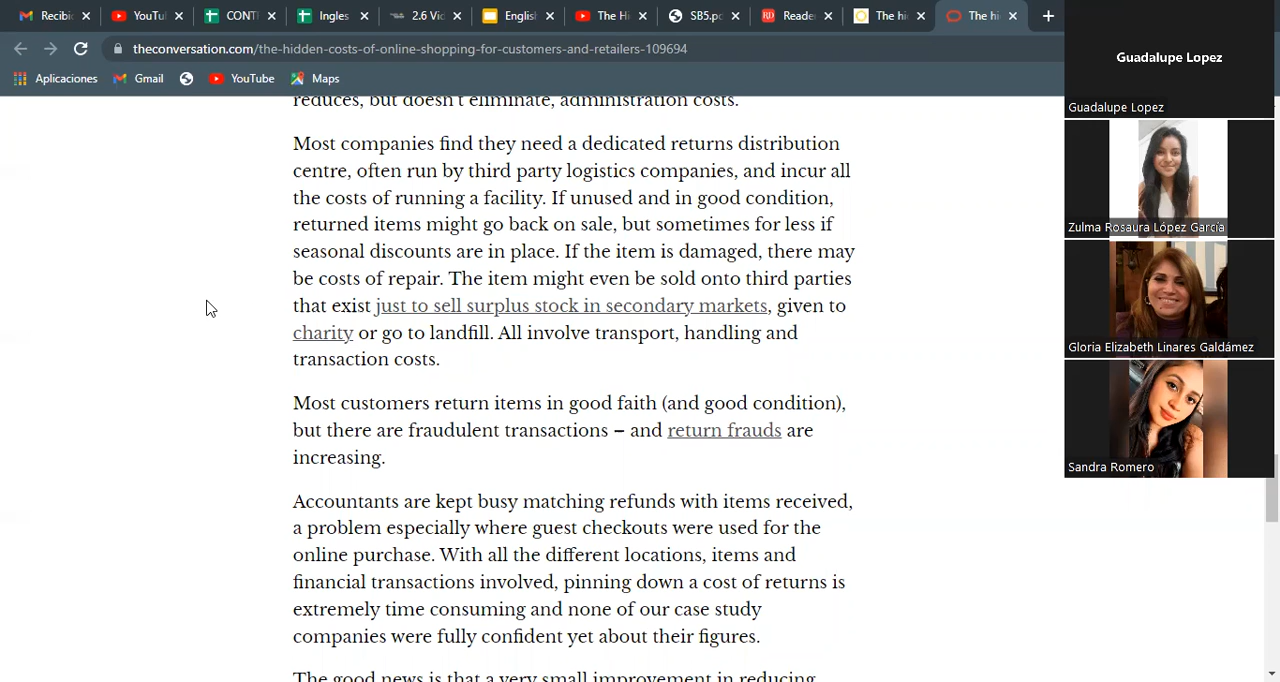 Recibi
YouTu
CONTI
Ingles
2.6 Vid
English
The Hi
SB5.pd
Reade
The hi
The hi
theconversation.com/the-hidden-costs-of-online-shopping-for-customers-and-retailers-109694
Aplicaciones
Gmail
YouTube
Maps
reduces, but doesn't eliminate, administration costs.
Most companies find they need a dedicated returns distribution
centre, often run by third party logistics companies, and incur all
the costs of running a facility. If unused and in good condition,
returned items might go back on sale, but sometimes for less if
seasonal discounts are in place. If the item is damaged, there may
be costs of repair. The item might even be sold onto third parties
that exist just to sell surplus stock in secondary markets, given to
charity or go to landfill. All involve transport, handling and
transaction costs.
Most customers return items in good faith (and good condition),
but there are fraudulent transactions – and return frauds are
increasing.
Accountants are kept busy matching refunds with items received,
a problem especially where guest checkouts were used for the
online purchase. With all the different locations, items and
financial transactions involved, pinning down a cost of returns is
extremely time consuming and none of our case study
companies were fully confident yet about their figures.
The good news is that a very small improvement in reducing
Guadalupe Lopez
Guadalupe Lopez
Zulma Rosaura López García
Gloria Elizabeth Linares Galdámez
Sandra Romero